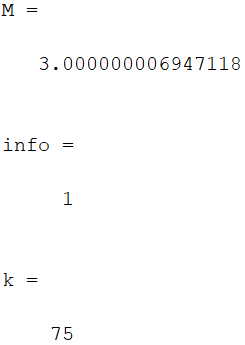 M =
3.000000006947118
info =
1
k =
75